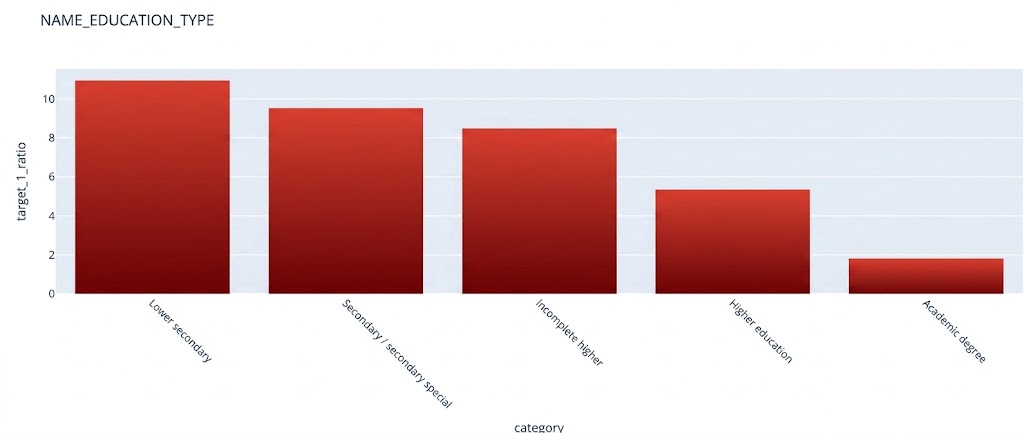 NAME_EDUCATION_TYPE
target_1_ratio
10
8
6
4
2
0
Lower secondary
Secondary / secondary special
Incomplete higher
Higher education
Academic degree
category